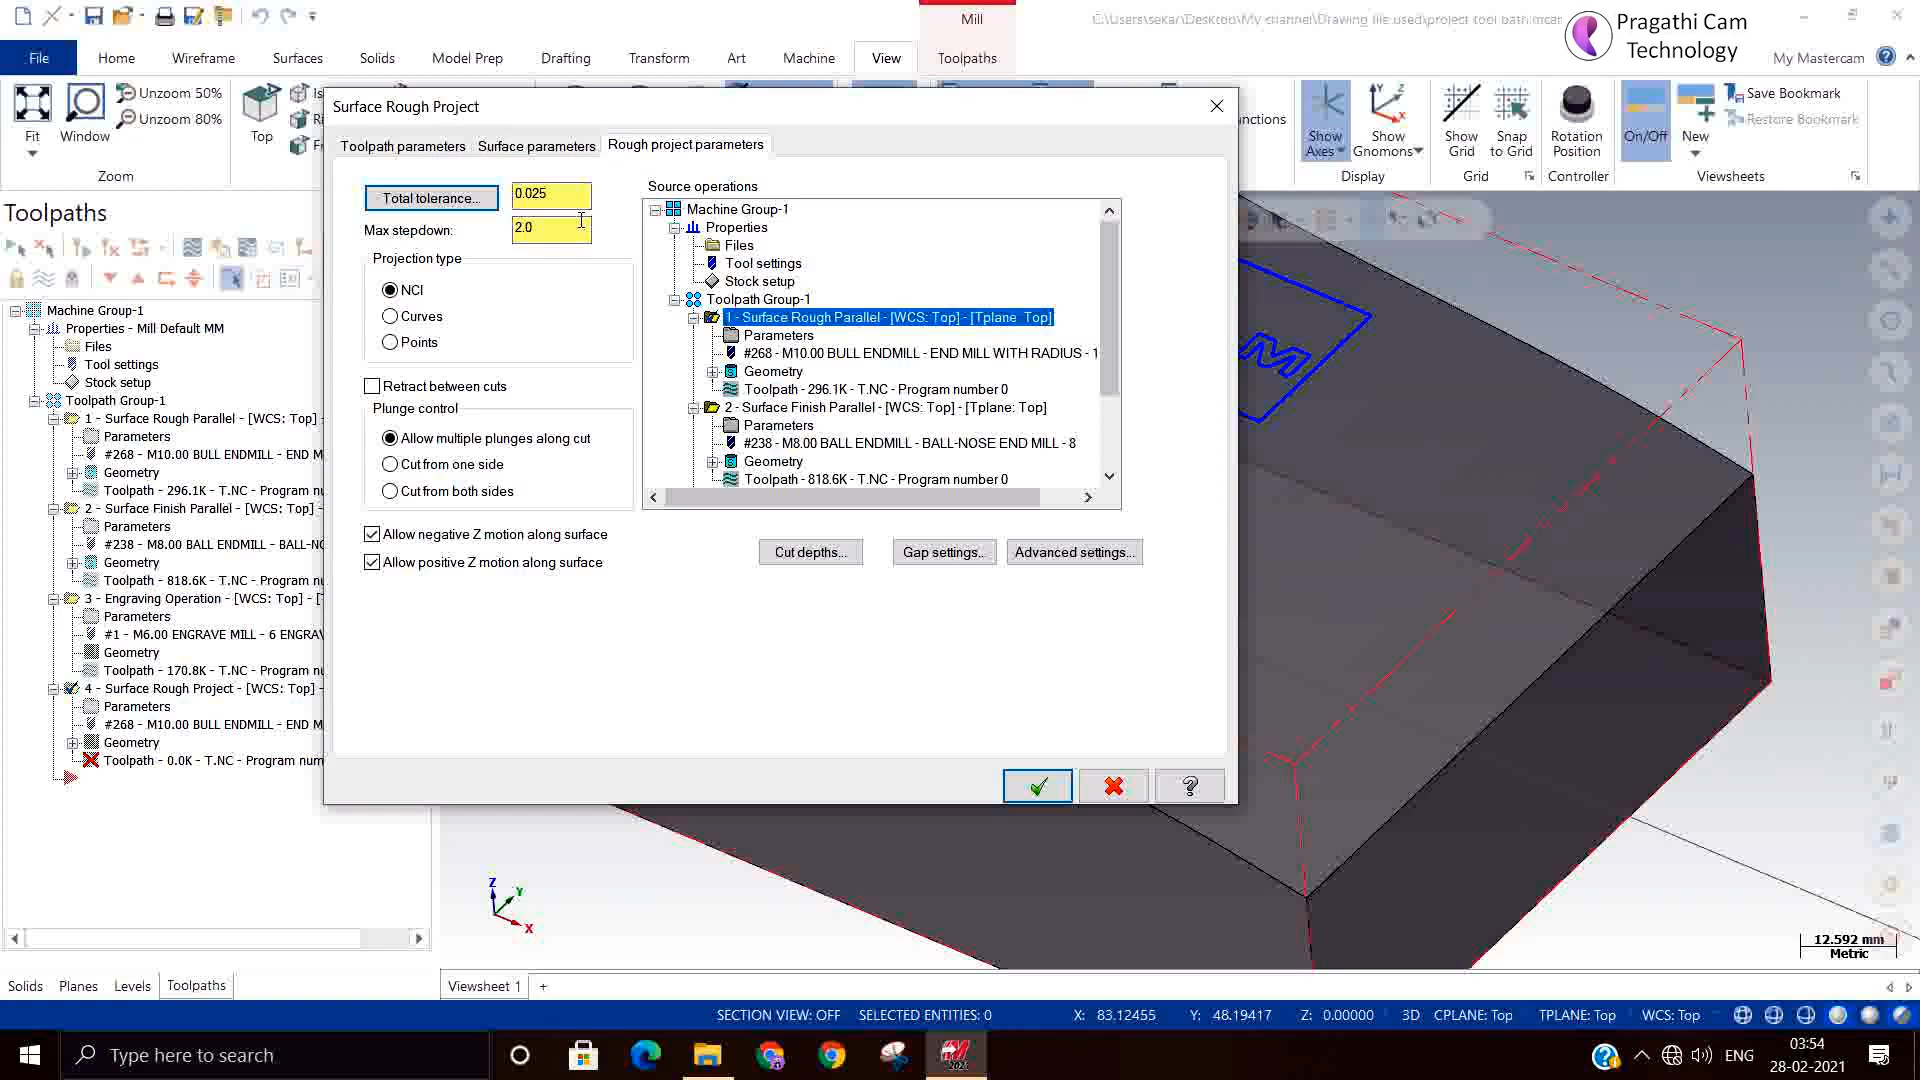 Mill
C:\Users\sekar\Desktop\My channel\Drawing file used\project tool bath.mcam
Pragathi Cam
Technology
File
Home
Wireframe
Surfaces
Solids
Model Prep
Drafting
Transform
Art
Machine
View
Toolpaths
My Mastercam
Fit
Window
Unzoom 50%
Unzoom 80%
Top
Zoom
Show Axes
Show Gnomons
Display
Show Grid
Snap to Grid
Grid
Rotation Position
Controller
On/Off
New
Save Bookmark
Restore Bookmark
Viewsheets
Toolpaths
Machine Group-1
Properties - Mill Default MM
Files
Tool settings
Stock setup
Toolpath Group-1
1 - Surface Rough Parallel - [WCS: Top] -
Parameters
#268 - M10.00 BULL ENDMILL - END M
Geometry
Toolpath - 296.1K - T.NC - Program nu
2 - Surface Finish Parallel - [WCS: Top] -
Parameters
#238 - M8.00 BALL ENDMILL - BALL-NO
Geometry
Toolpath - 818.6K - T.NC - Program nu
3 - Engraving Operation - [WCS: Top] - [T
Parameters
#1 - M6.00 ENGRAVE MILL - 6 ENGRAV
Geometry
Toolpath - 170.8K - T.NC - Program nu
4 - Surface Rough Project - [WCS: Top] -
Parameters
#268 - M10.00 BULL ENDMILL - END M
Geometry
Toolpath - 0.0K - T.NC - Program num
Surface Rough Project
Toolpath parameters
Surface parameters
Rough project parameters
Total tolerance...
0.025
Max stepdown:
2.0
Projection type
NCI
Curves
Points
Retract between cuts
Plunge control
Allow multiple plunges along cut
Cut from one side
Cut from both sides
Allow negative Z motion along surface
Allow positive Z motion along surface
Source operations
Machine Group-1
Properties
Files
Tool settings
Stock setup
Toolpath Group-1
1 - Surface Rough Parallel - [WCS: Top] - [Tplane: Top]
Parameters
#268 - M10.00 BULL ENDMILL - END MILL WITH RADIUS - 1
Geometry
Toolpath - 296.1K - T.NC - Program number 0
2 - Surface Finish Parallel - [WCS: Top] - [Tplane: Top]
Parameters
#238 - M8.00 BALL ENDMILL - BALL-NOSE END MILL - 8
Geometry
Toolpath - 818.6K - T.NC - Program number 0
Cut depths...
Gap settings...
Advanced settings...
M
Z
Y
X
12.592 mm
Metric
Solids
Planes
Levels
Toolpaths
Viewsheet 1
+
SECTION VIEW: OFF
SELECTED ENTITIES: 0
X: 83.12455
Y: 48.19417
Z: 0.00000
3D
CPLANE: Top
TPLANE: Top
WCS: Top
Type here to search
2021
ENG
03:54
28-02-2021